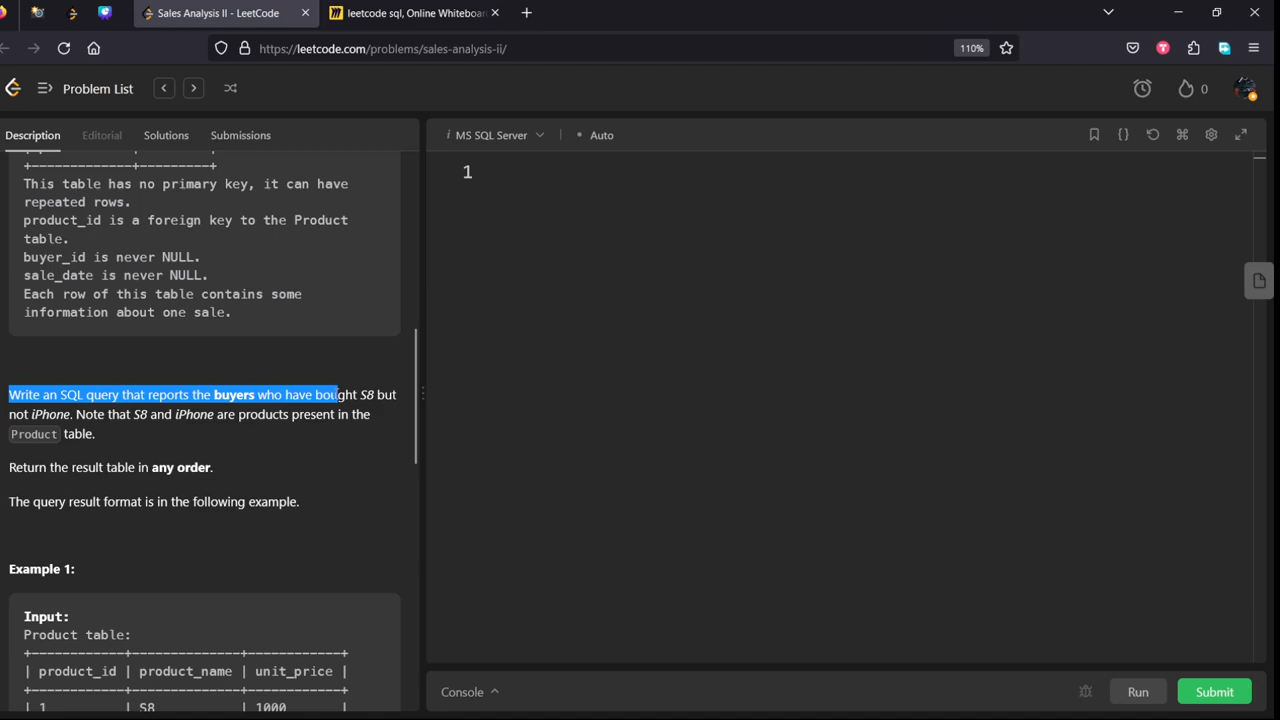 Sales Analysis II - LeetCode
leetcode sql, Online Whiteboard
https://leetcode.com/problems/sales-analysis-ii/
110%
Problem List
0
Description
Editorial
Solutions
Submissions
MS SQL Server
Auto
+-------------+---------+
This table has no primary key, it can have
repeated rows.
product_id is a foreign key to the Product
table.
buyer_id is never NULL.
sale_date is never NULL.
Each row of this table contains some
information about one sale.
Write an SQL query that reports the buyers who have bought S8 but
not iPhone. Note that S8 and iPhone are products present in the
Product table.
Return the result table in any order.
The query result format is in the following example.
Example 1:
Input:
Product table:
+------------+--------------+------------+
| product_id | product_name | unit_price |
+------------+--------------+------------+
| 1 | S8 | 1000
1
Console
Run
Submit